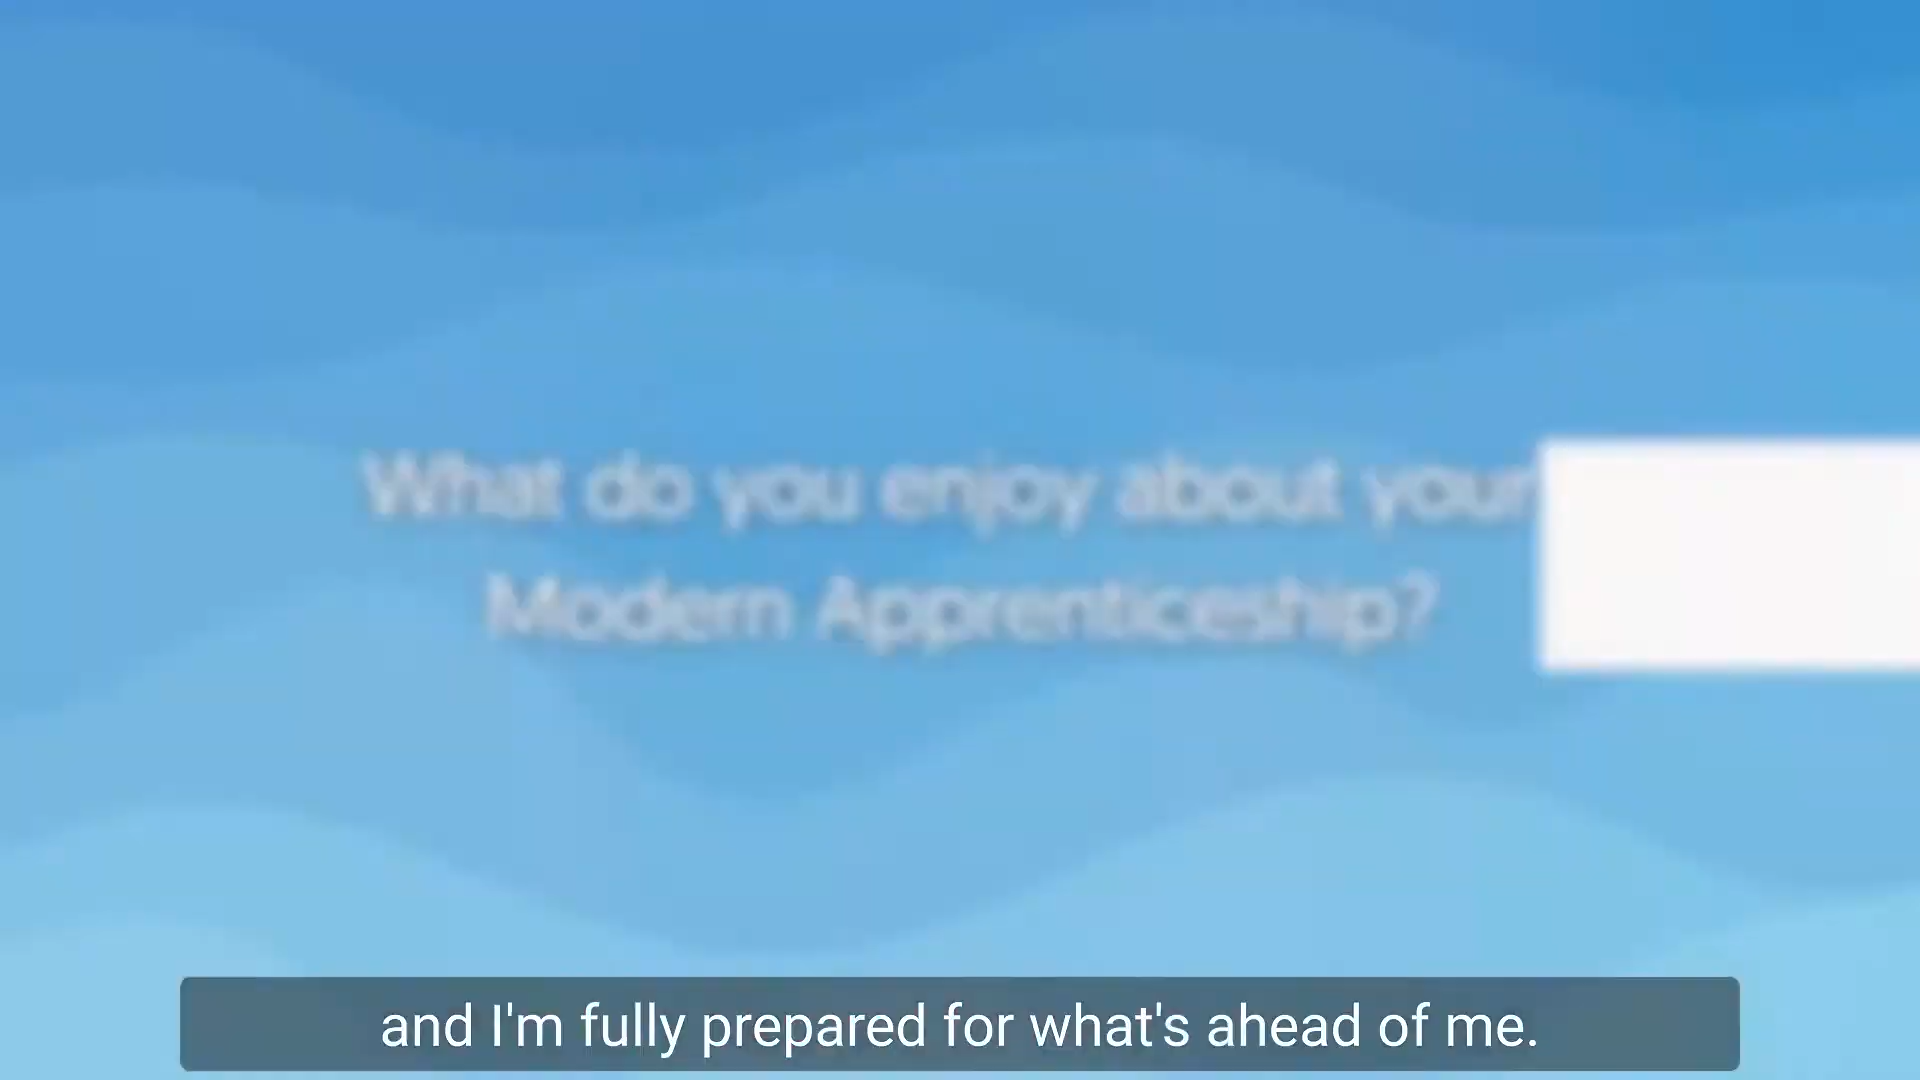 What do you enjoy about your
Modern Apprenticeship?
and I'm fully prepared for what's ahead of me.